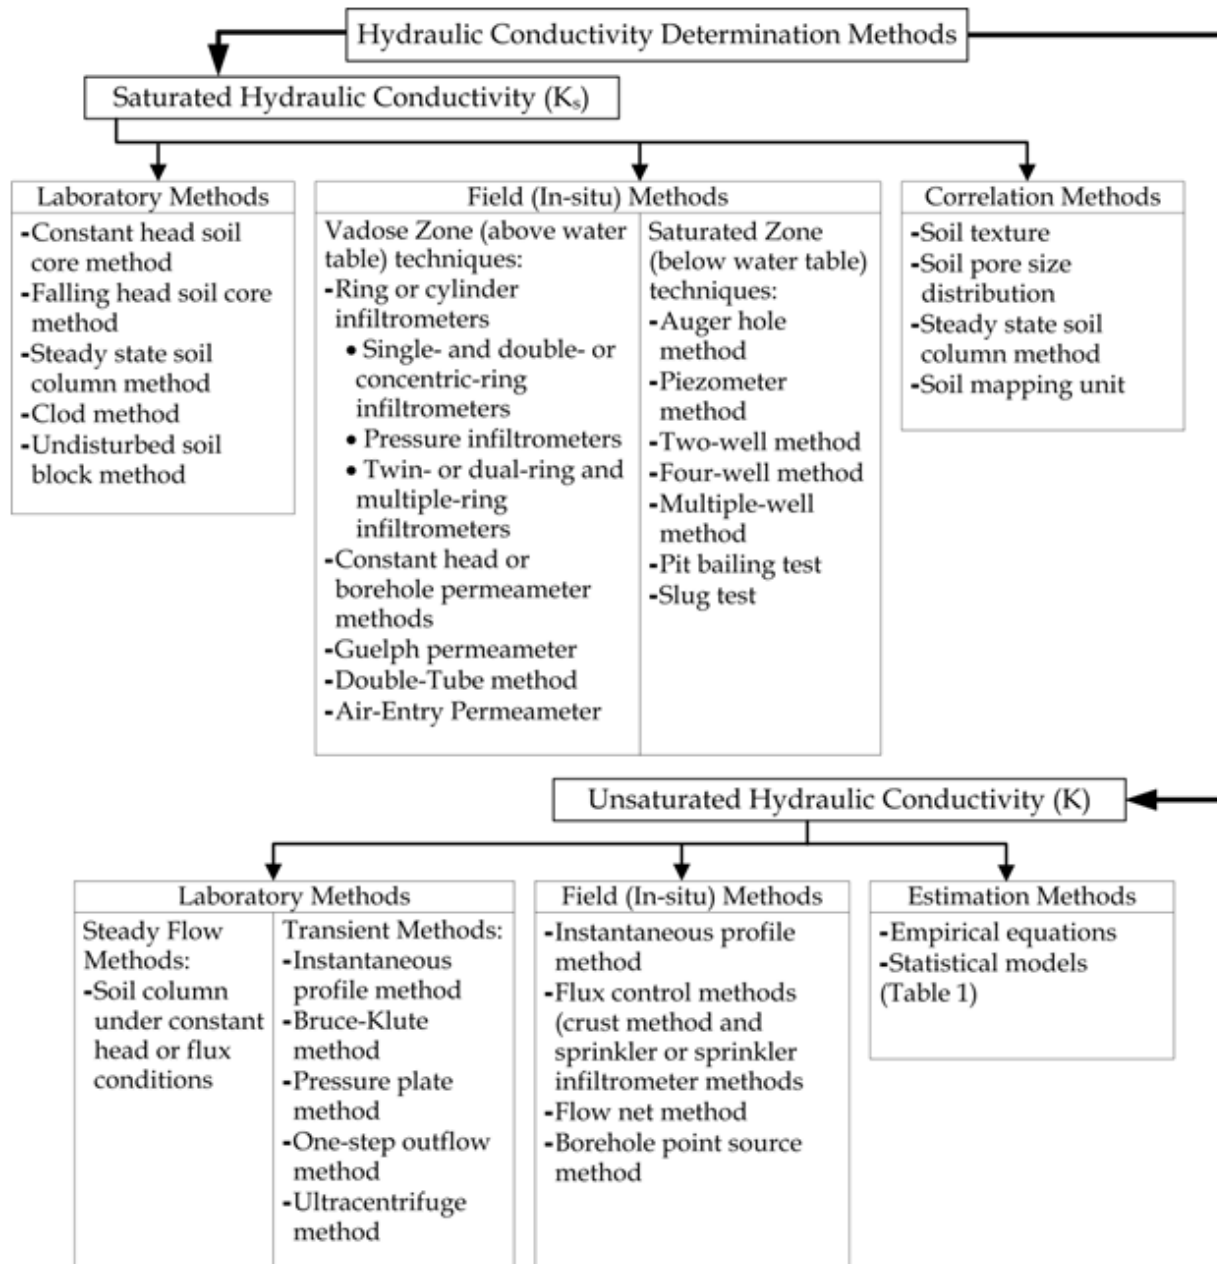 Hydraulic Conductivity Determination Methods
Saturated Hydraulic Conductivity (Ks)
Laboratory Methods
-Constant head soil
core method
-Falling head soil core
method
-Steady state soil
column method
-Clod method
-Undisturbed soil
block method
Field (In-situ) Methods
Vadose Zone (above water
table) techniques:
-Ring or cylinder
infiltrometers
• Single- and double- or
concentric-ring
infiltrometers
• Pressure infiltrometers
• Twin- or dual-ring and
multiple-ring
infiltrometers
-Constant head or
borehole permeameter
methods
-Guelph permeameter
-Double-Tube method
-Air-Entry Permeameter
Saturated Zone
(below water table)
techniques:
-Auger hole
method
-Piezometer
method
-Two-well method
-Four-well method
-Multiple-well
method
-Pit bailing test
-Slug test
Correlation Methods
-Soil texture
-Soil pore size
distribution
-Steady state soil
column method
-Soil mapping unit
Unsaturated Hydraulic Conductivity (K)
Laboratory Methods
Steady Flow
Methods:
-Soil column
under constant
head or flux
conditions
Transient Methods:
-Instantaneous
profile method
-Bruce-Klute
method
-Pressure plate
method
-One-step outflow
method
-Ultracentrifuge
method
Field (In-situ) Methods
-Instantaneous profile
method
-Flux control methods
(crust method and
sprinkler or sprinkler
infiltrometer methods
-Flow net method
-Borehole point source
method
Estimation Methods
-Empirical equations
-Statistical models
(Table 1)